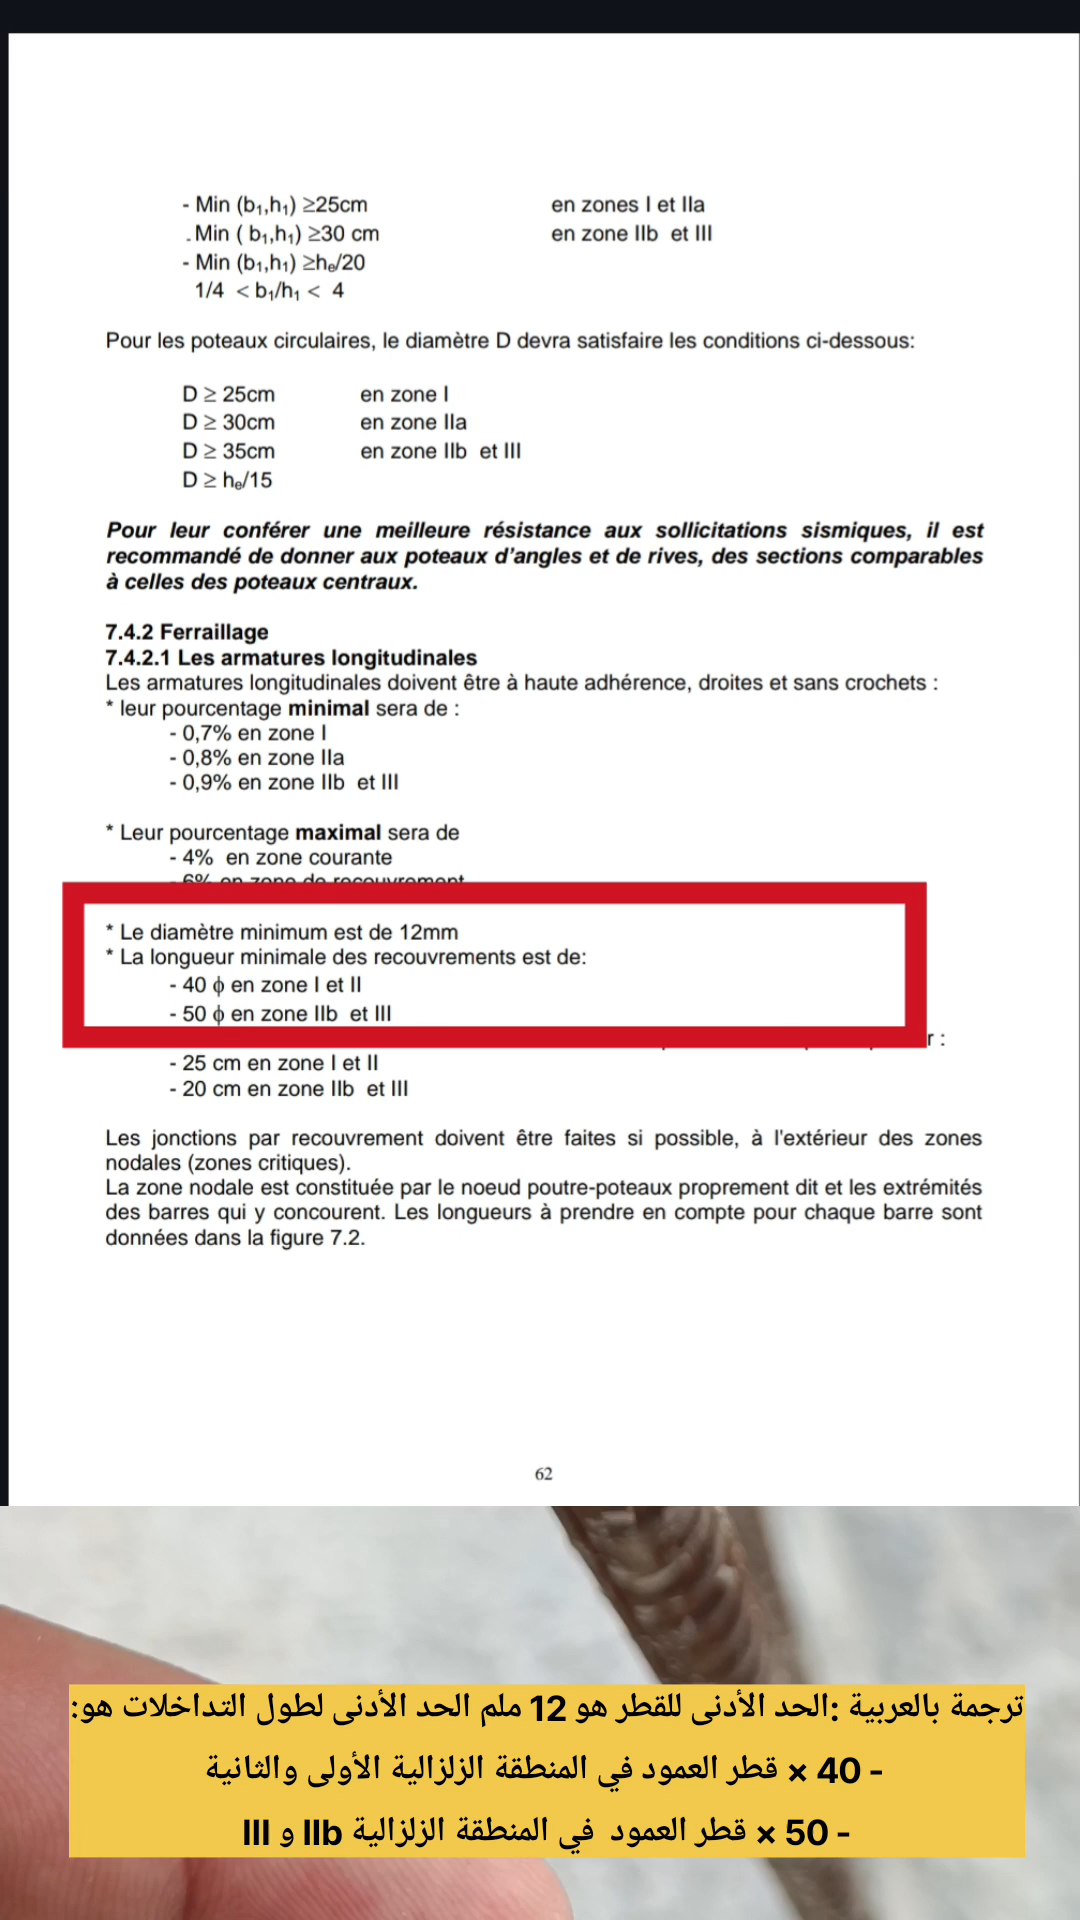 - Min (b₁,h₁) ≥25cm en zones I et IIa
. Min ( b₁,h₁) ≥30 cm en zone IIb et III
- Min (b₁,h₁) ≥hₑ/20
1/4 < b₁/h₁ < 4
Pour les poteaux circulaires, le diamètre D devra satisfaire les conditions ci-dessous:
D ≥ 25cm en zone I
D ≥ 30cm en zone IIa
D ≥ 35cm en zone IIb et III
D ≥ hₑ/15
Pour leur conférer une meilleure résistance aux sollicitations sismiques, il est
recommandé de donner aux poteaux d'angles et de rives, des sections comparables
à celles des poteaux centraux.
7.4.2 Ferraillage
7.4.2.1 Les armatures longitudinales
Les armatures longitudinales doivent être à haute adhérence, droites et sans crochets :
* leur pourcentage minimal sera de :
- 0,7% en zone I
- 0,8% en zone IIa
- 0,9% en zone IIb et III
* Leur pourcentage maximal sera de
- 4% en zone courante
- 6% en zone de recouvrement
* Le diamètre minimum est de 12mm
* La longueur minimale des recouvrements est de:
- 40 ϕ en zone I et II
- 50 ϕ en zone IIb et III
r :
- 25 cm en zone I et II
- 20 cm en zone IIb et III
Les jonctions par recouvrement doivent être faites si possible, à l'extérieur des zones
nodales (zones critiques).
La zone nodale est constituée par le noeud poutre-poteaux proprement dit et les extrémités
des barres qui y concourent. Les longueurs à prendre en compte pour chaque barre sont
données dans la figure 7.2.
62
ترجمة بالعربية :الحد الأدنى للقطر هو 12 ملم الحد الأدنى لطول التداخلات هو:
- 40 × قطر العمود في المنطقة الزلزالية الأولى والثانية
- 50 × قطر العمود في المنطقة الزلزالية IIb و III